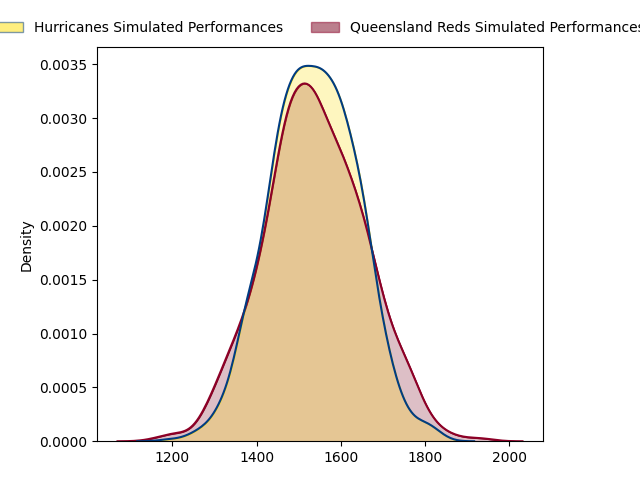 Hurricanes Simulated Performances Queensland Reds Simulated Performances
0.0035
0.0030
0.0025
0.0020
0.0015
0.0010
0.0005
0.0000
Density
1200 1400 1600 1800 2000